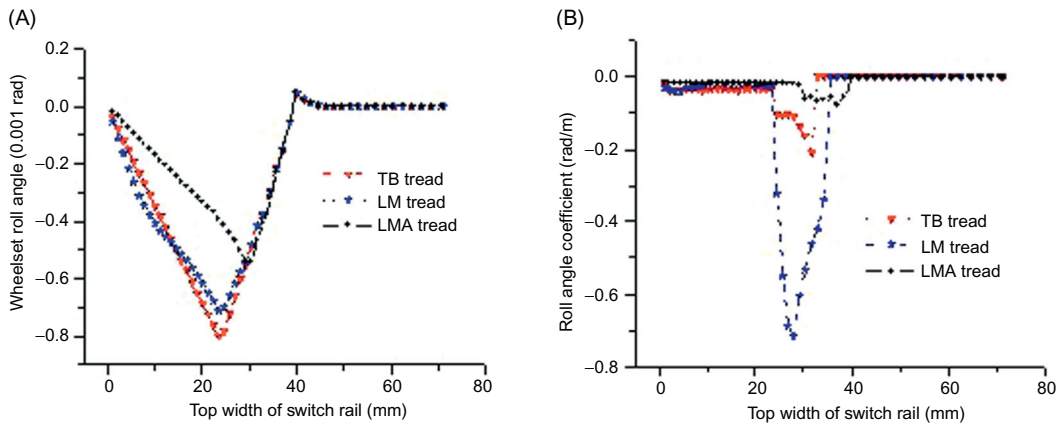 (A)
0.2
0.0
−0.2
−0.4
−0.6
−0.8
Wheelset roll angle (0.001 rad)
TB tread
LM tread
LMA tread
0 20 40 60 80
Top width of switch rail (mm)
(B)
0.0
−0.2
−0.4
−0.6
−0.8
Roll angle coefficient (rad/m)
TB tread
LM tread
LMA tread
0 20 40 60 80
Top width of switch rail (mm)